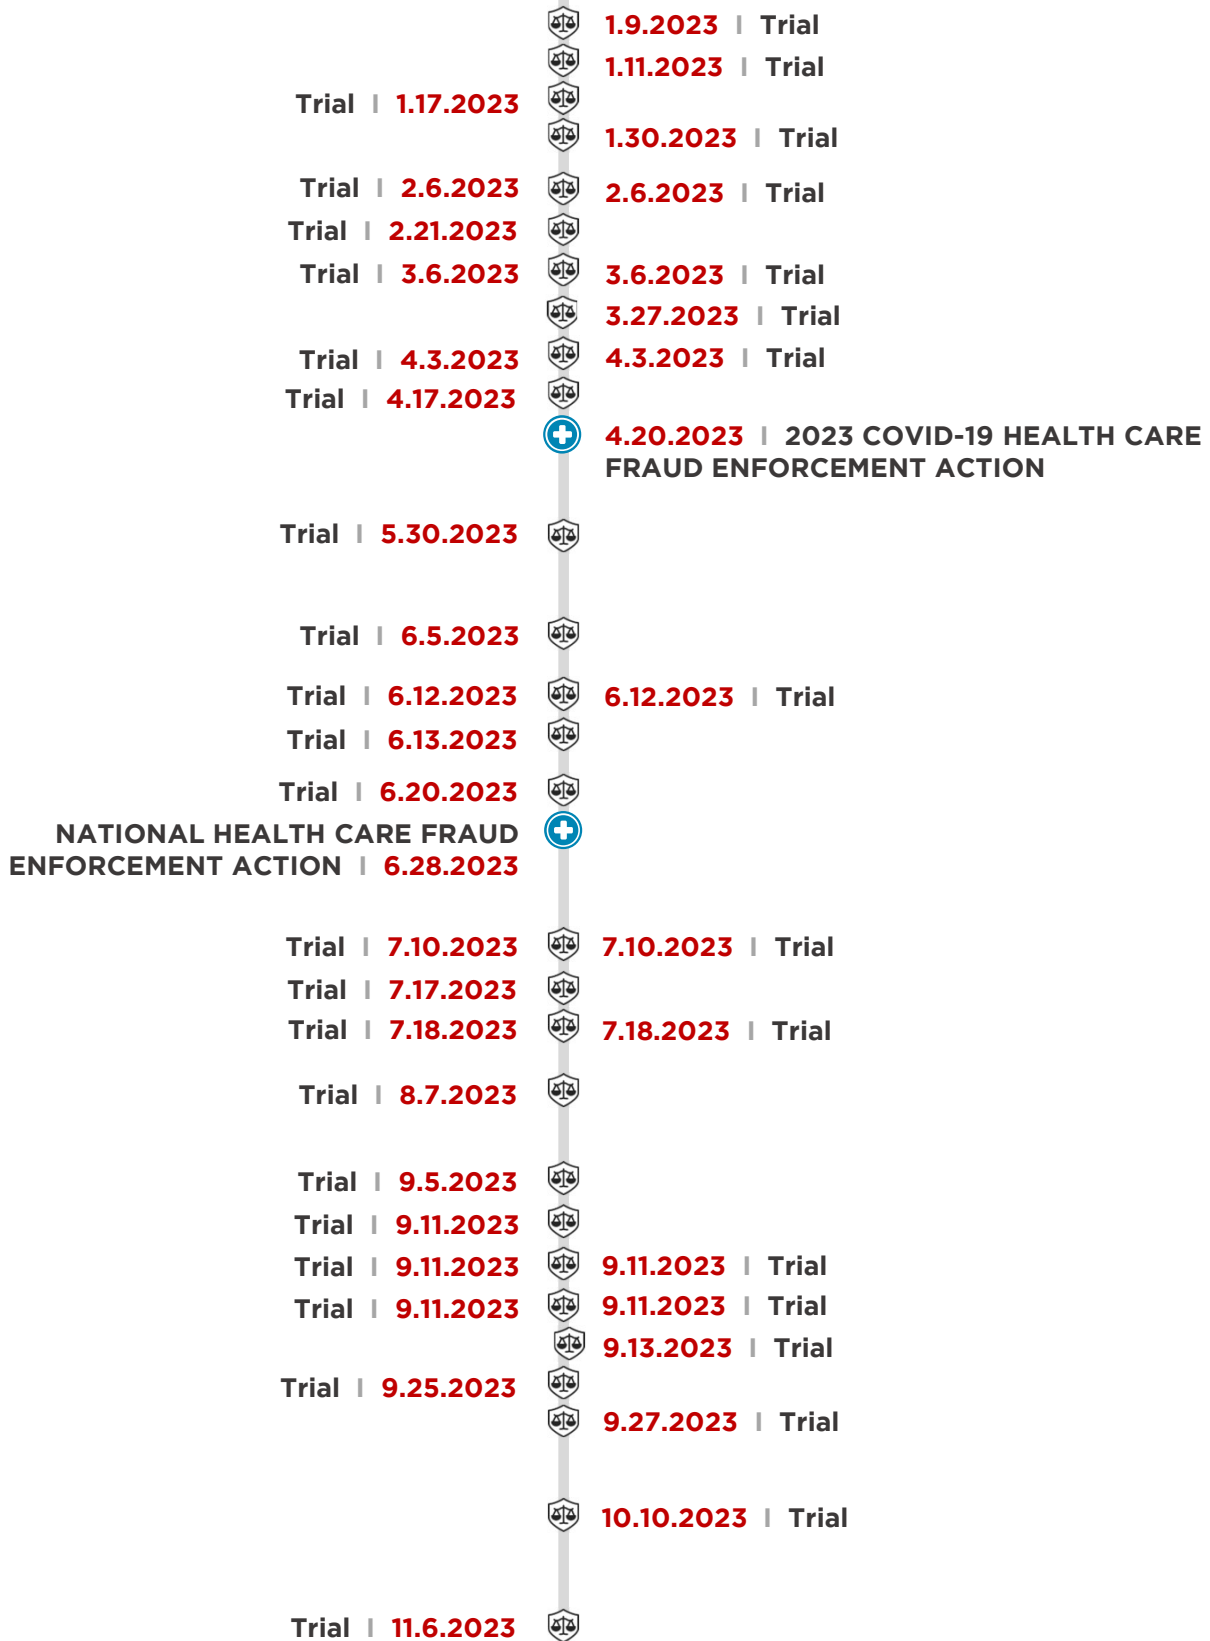 1.9.2023 | Trial
1.11.2023 | Trial
Trial | 1.17.2023
1.30.2023 | Trial
Trial | 2.6.2023
2.6.2023 | Trial
Trial | 2.21.2023
Trial | 3.6.2023
3.6.2023 | Trial
3.27.2023 | Trial
Trial | 4.3.2023
4.3.2023 | Trial
Trial | 4.17.2023
4.20.2023 | 2023 COVID-19 HEALTH CARE
FRAUD ENFORCEMENT ACTION
Trial | 5.30.2023
Trial | 6.5.2023
Trial | 6.12.2023
6.12.2023 | Trial
Trial | 6.13.2023
Trial | 6.20.2023
NATIONAL HEALTH CARE FRAUD
ENFORCEMENT ACTION | 6.28.2023
Trial | 7.10.2023
7.10.2023 | Trial
Trial | 7.17.2023
Trial | 7.18.2023
7.18.2023 | Trial
Trial | 8.7.2023
Trial | 9.5.2023
Trial | 9.11.2023
Trial | 9.11.2023
9.11.2023 | Trial
Trial | 9.11.2023
9.11.2023 | Trial
9.13.2023 | Trial
Trial | 9.25.2023
9.27.2023 | Trial
10.10.2023 | Trial
Trial | 11.6.2023